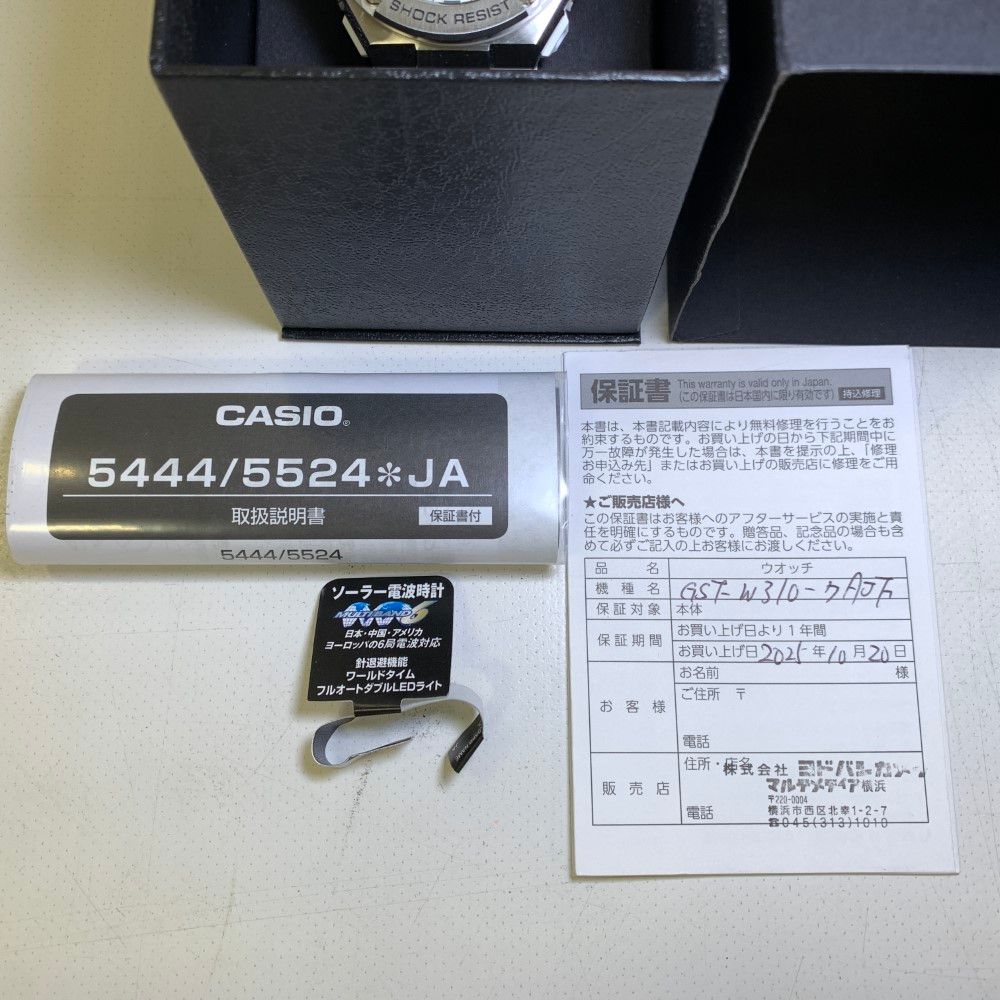 SHOCK RESIST
CASIO®
5444/5524*JA
取扱説明書 保証書付
5444/5524
ソーラー電波時計
MULTIBAND 6
日本・中国・アメリカ
ヨーロッパの6局電波対応
針退避機能
ワールドタイム
フルオートダブルLEDライト
保証書 This warranty is valid only in Japan.
(この保証書は日本国内に限り有効です) 持込修理
本書は、本書記載内容により無料修理を行うことをお
約束するものです。お買い上げの日から下記期間中に
万一故障が発生した場合は、本書を提示の上、「修理
お申込み先」またはお買い上げの販売店に修理をご用
命ください。
★ご販売店様へ
この保証書はお客様へのアフターサービスの実施と責
任を明確にするものです。贈答品、記念品の場合も含
めて必ずご記入の上お客様にお渡しください。
品名 ウオッチ
機種名 GST-W310-7AJF
保証対象 本体
保証期間 お買い上げ日より1年間
お買い上げ日 2025年10月20日
お客様 お名前 様
ご住所 〒
電話
販売店 住所・店名
株式会社 ヨドバシカメラ
マルチメディア横浜
〒220-0004
横浜市西区北幸1-2-7
電話 ☎045(313)1010